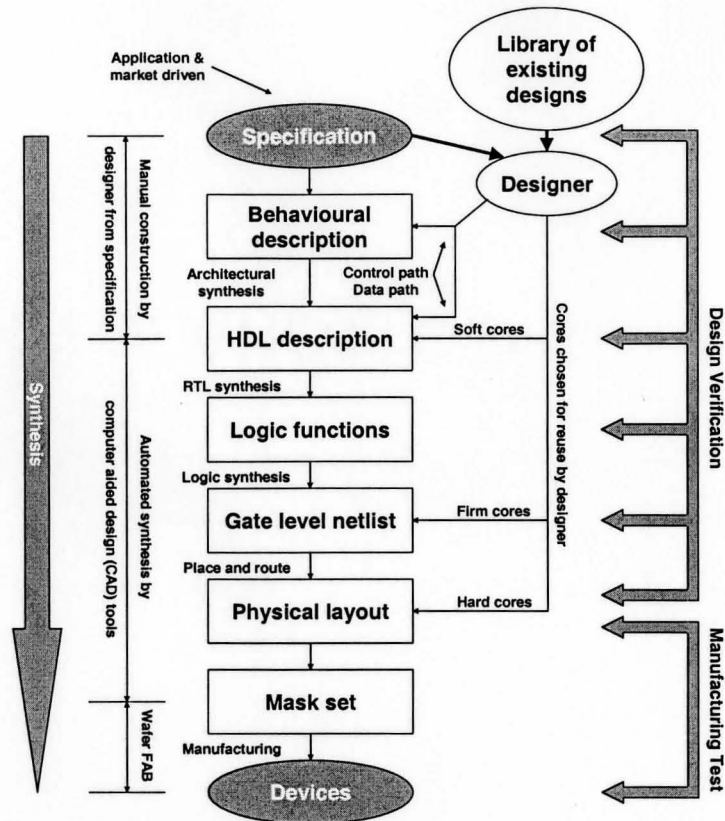 Application &
market driven
Library of
existing
designs
Specification
Designer
Behavioural
description
Architectural
synthesis
Control path
Data path
HDL description
Soft cores
RTL synthesis
Logic functions
Logic synthesis
Gate level netlist
Firm cores
Place and route
Physical layout
Hard cores
Mask set
Manufacturing
Devices
Synthesis
Manual construction by
designer from specification
Automated synthesis by
computer aided design (CAD) tools
Wafer FAB
Cores chosen for reuse by designer
Design Verification
Manufacturing Test